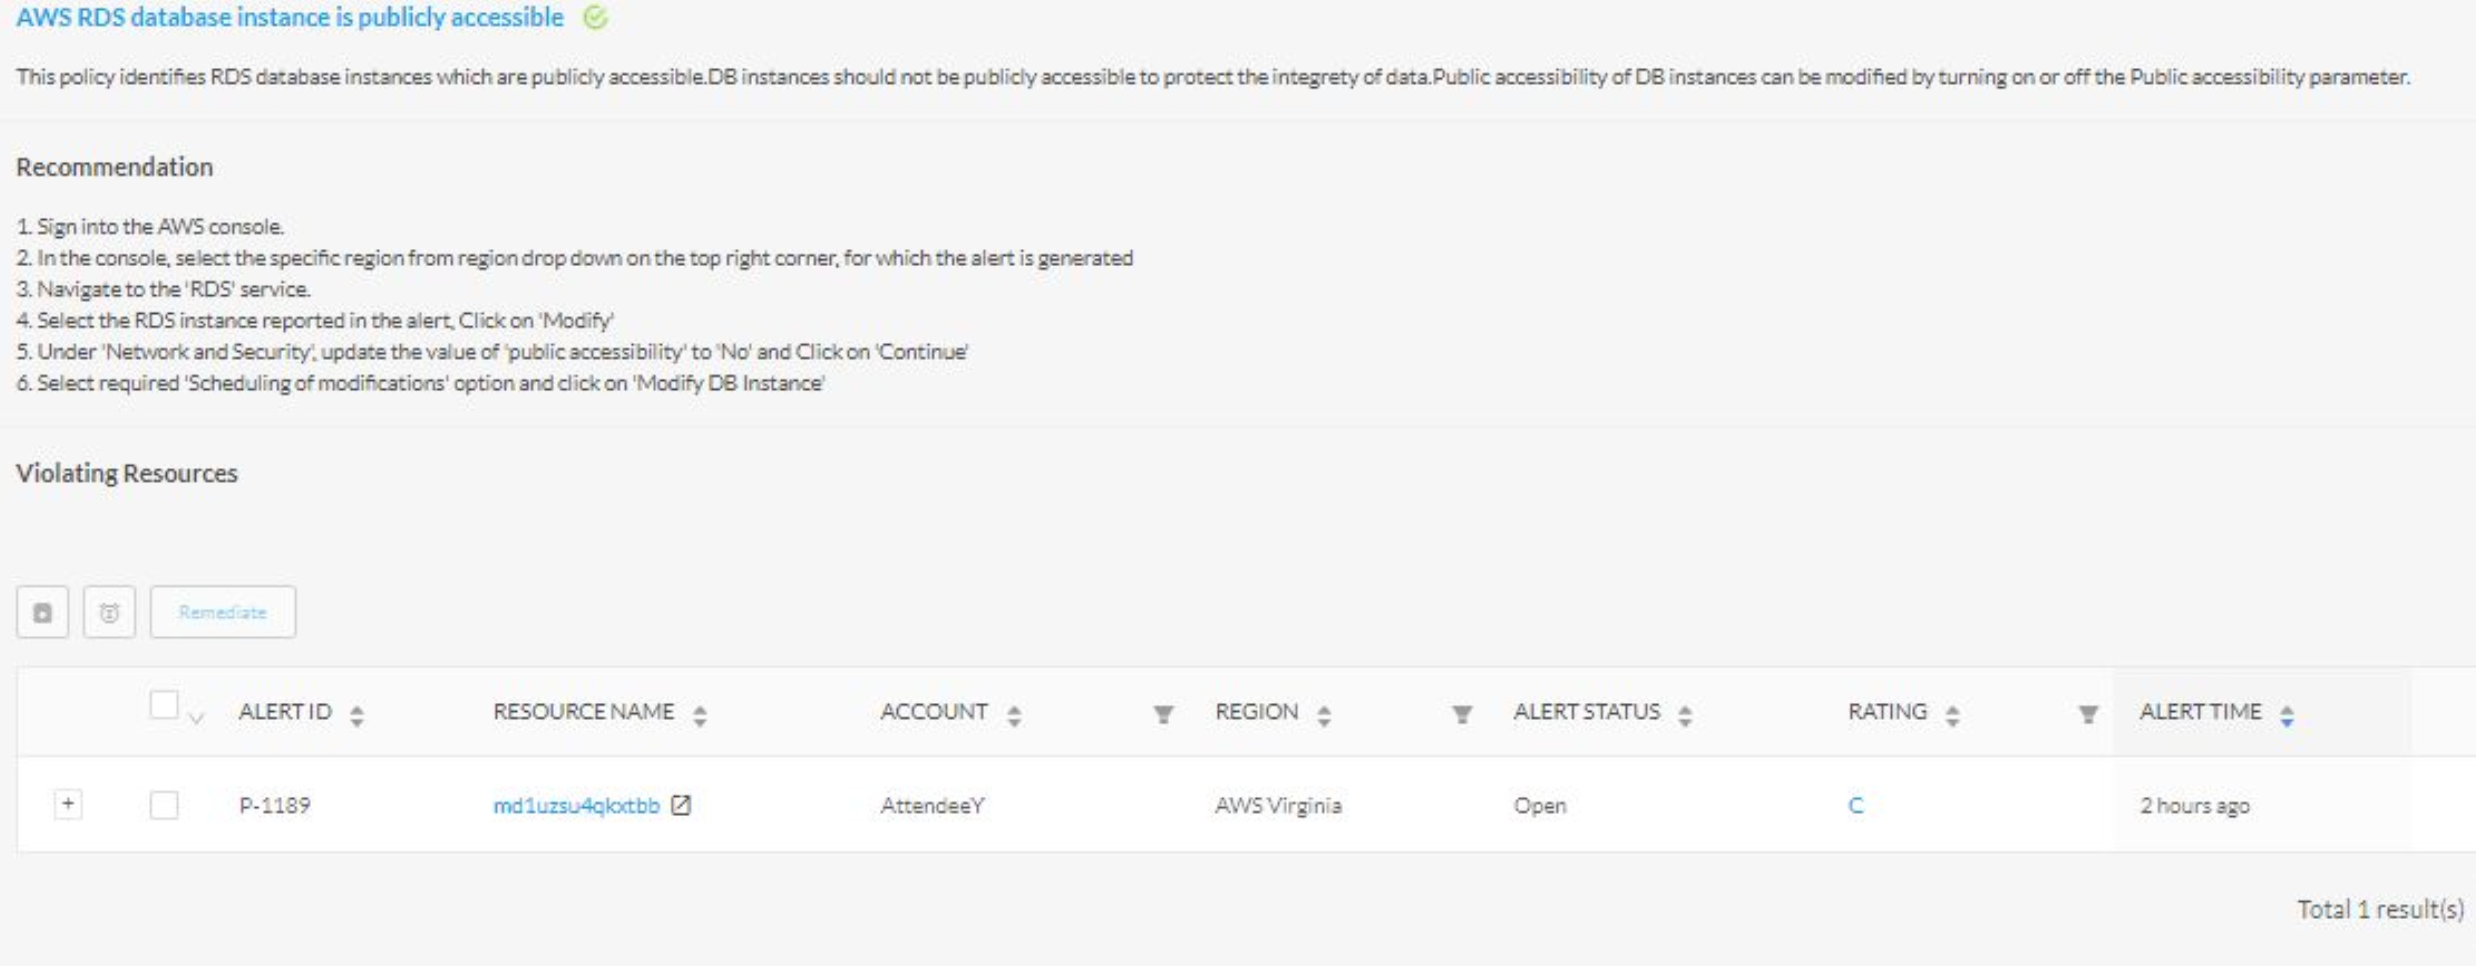 AWS RDS database instance is publicly accessible
This policy identifies RDS database instances which are publicly accessible.DB instances should not be publicly accessible to protect the integrety of data.Public accessibility of DB instances can be modified by turning on or off the Public accessibility parameter.
Recommendation
1. Sign into the AWS console.
2. In the console, select the specific region from region drop down on the top right corner, for which the alert is generated
3. Navigate to the 'RDS' service.
4. Select the RDS instance reported in the alert, Click on 'Modify'
5. Under 'Network and Security', update the value of 'public accessibility' to 'No' and Click on 'Continue'
6. Select required 'Scheduling of modifications' option and click on 'Modify DB Instance'
Violating Resources
Remediate
ALERT ID RESOURCE NAME ACCOUNT REGION ALERT STATUS RATING ALERT TIME
P-1189 md1uzsu4qkxtbb AttendeeY AWS Virginia Open C 2 hours ago
Total 1 result(s)